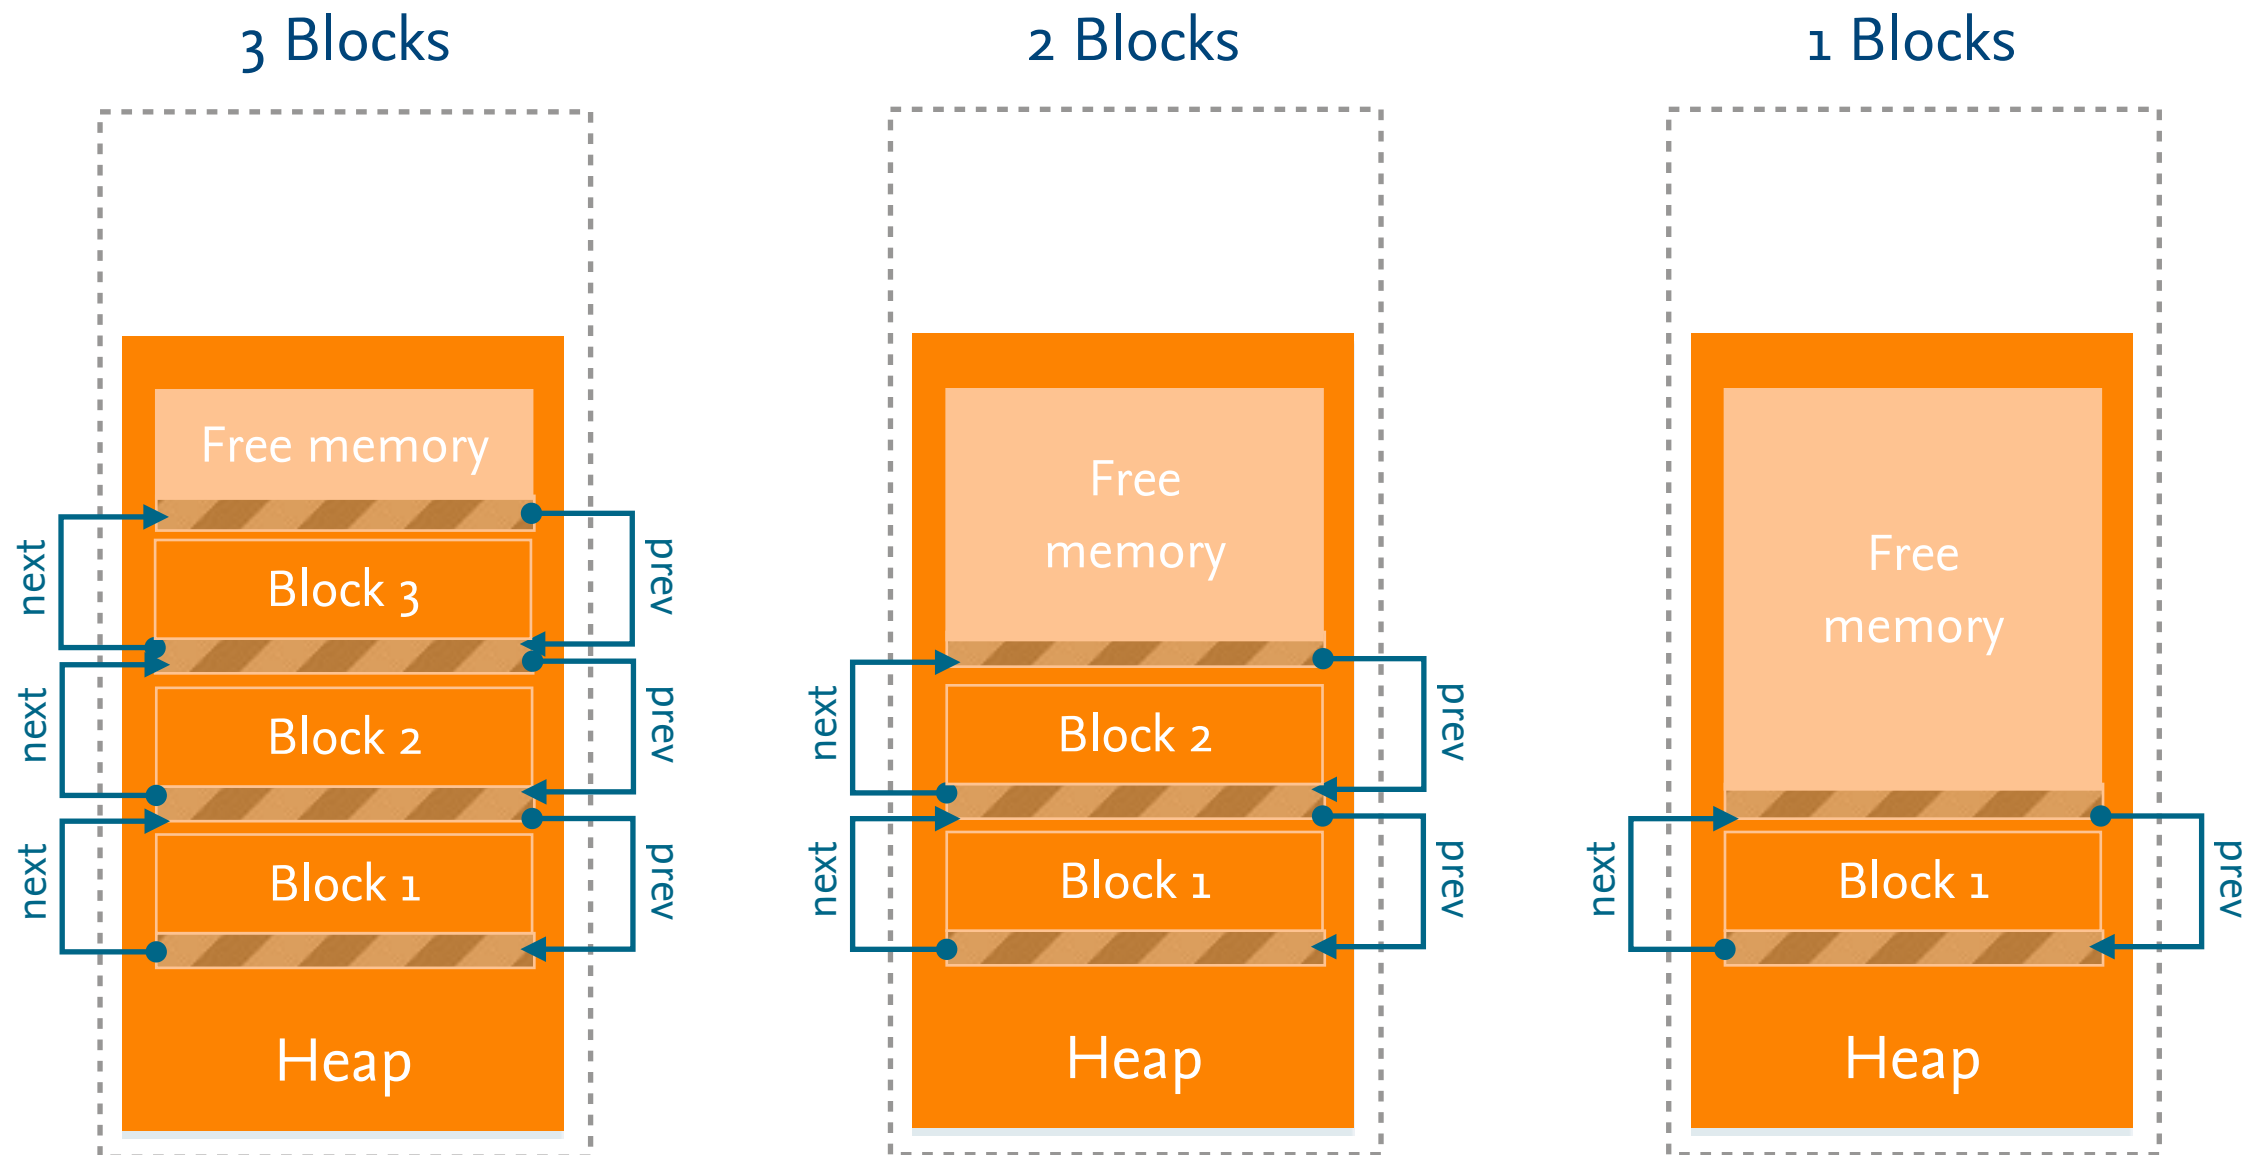 3 Blocks
Free memory
next
prev
Block 3
next
prev
Block 2
next
prev
Block 1
Heap
2 Blocks
Free
memory
next
prev
Block 2
next
prev
Block 1
Heap
1 Blocks
Free
memory
next
prev
Block 1
Heap